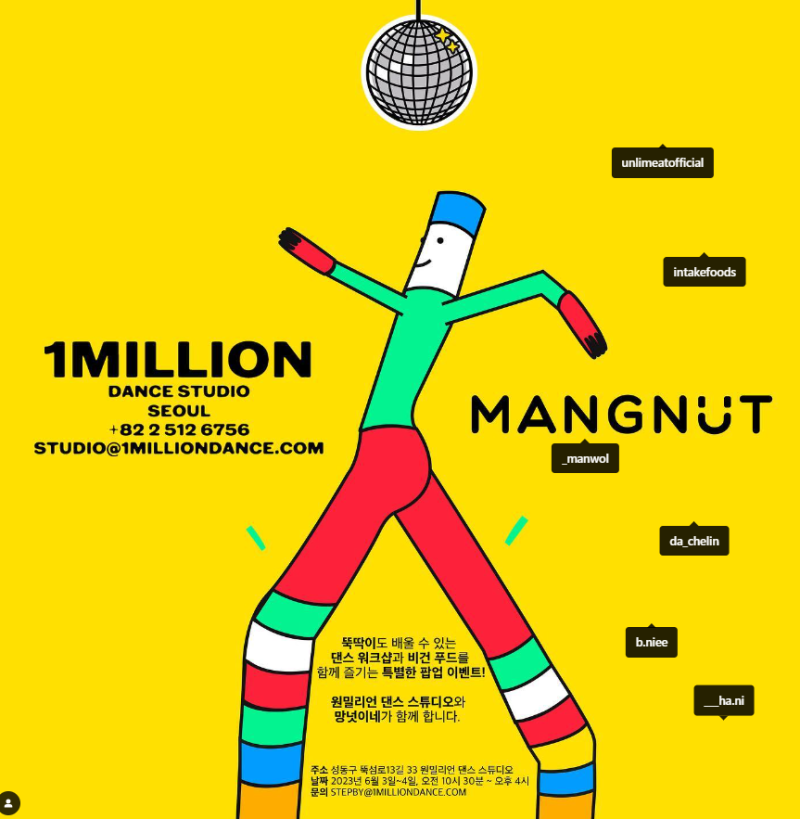 unlimeatofficial
intakefoods
1MILLION
DANCE STUDIO
SEOUL
+82 2 512 6756
STUDIO@1MILLIONDANCE.COM
MANGNUT
_manwol
da_chelin
b.niee
___ha.ni
뚝딱이도 배울 수 있는
댄스 워크샵과 비건 푸드를
함께 즐기는 특별한 팝업 이벤트!
원밀리언 댄스 스튜디오와
망넛이네가 함께 합니다.
주소 성동구 뚝섬로13길 33 원밀리언 댄스 스튜디오
날짜 2023년 6월 3일~4일, 오전 10시 30분 ~ 오후 4시
문의 STEPBY@1MILLIONDANCE.COM